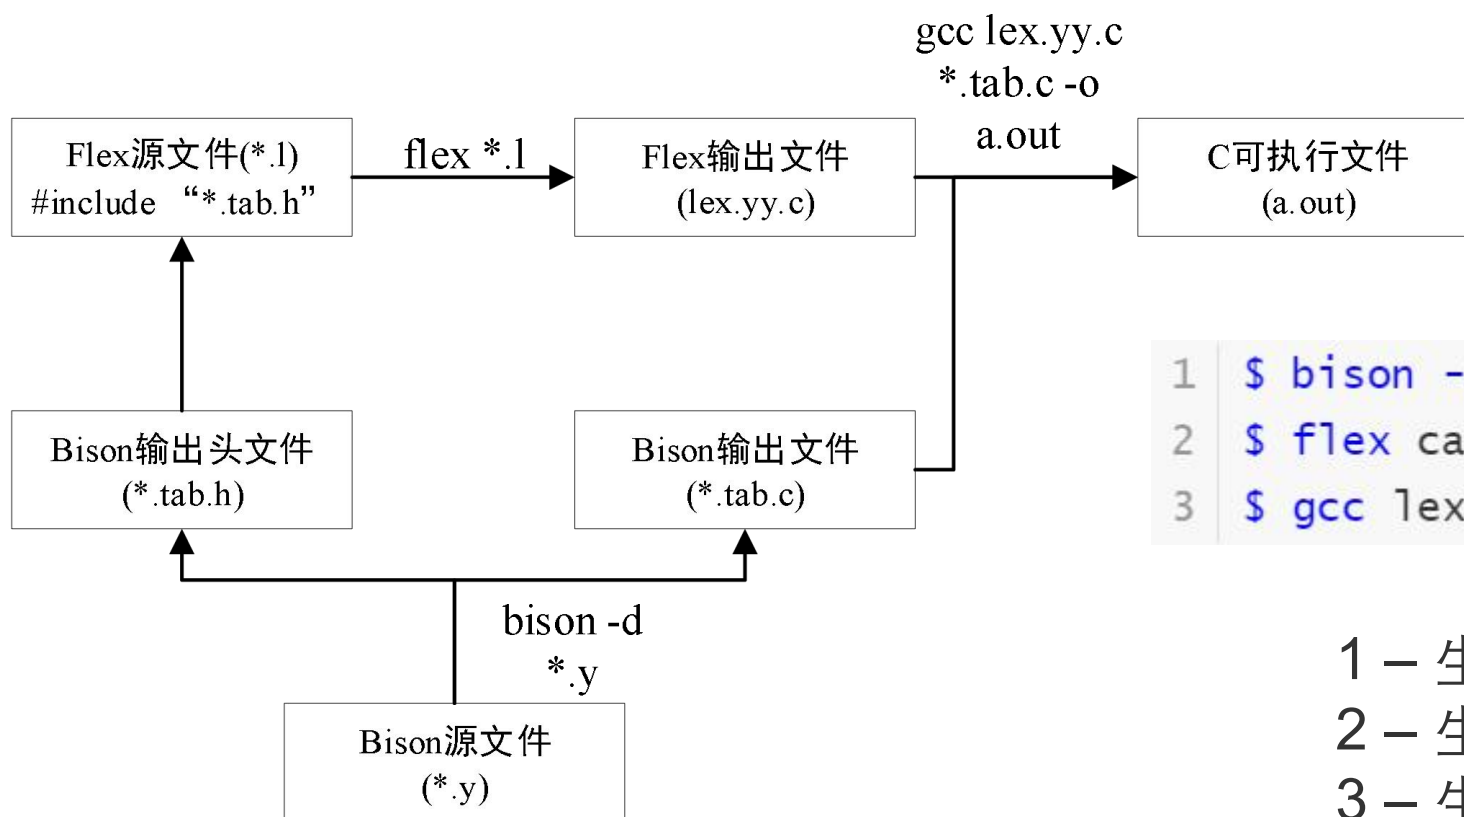 gcc lex.yy.c
*.tab.c -o
a.out
Flex源文件(*.l)
#include “*.tab.h”
flex *.l
Flex输出文件
(lex.yy.c)
C可执行文件
(a.out)
Bison输出头文件
(*.tab.h)
Bison输出文件
(*.tab.c)
1 $ bison -
2 $ flex ca
3 $ gcc lex
bison -d
*.y
Bison源文件
(*.y)
1 – 生
2 – 生
3 – 生